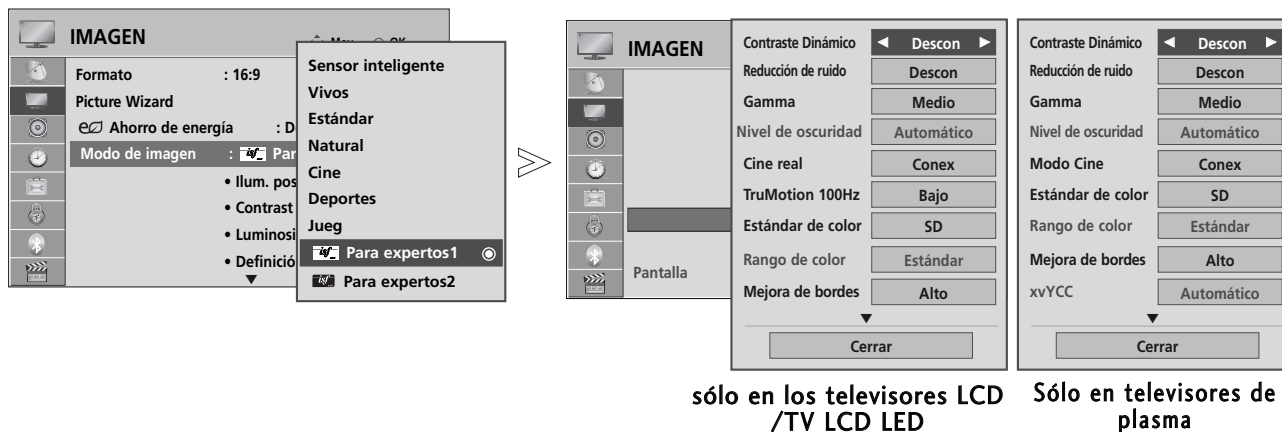 IMAGEN
Formato : 16:9
Picture Wizard
Ahorro de energía : D
Modo de imagen : Par
• Ilum. pos
• Contrast
• Luminosi
• Definició
Sensor inteligente
Vivos
Estándar
Natural
Cine
Deportes
Jueg
Para expertos1
Para expertos2
IMAGEN
Pantalla
Contraste Dinámico Descon
Reducción de ruido Descon
Gamma Medio
Nivel de oscuridad Automático
Cine real Conex
TruMotion 100Hz Bajo
Estándar de color SD
Rango de color Estándar
Mejora de bordes Alto
Cerrar
sólo en los televisores LCD
/TV LCD LED
Contraste Dinámico Descon
Reducción de ruido Descon
Gamma Medio
Nivel de oscuridad Automático
Modo Cine Conex
Estándar de color SD
Rango de color Estándar
Mejora de bordes Alto
xvYCC Automático
Cerrar
Sólo en televisores de
plasma